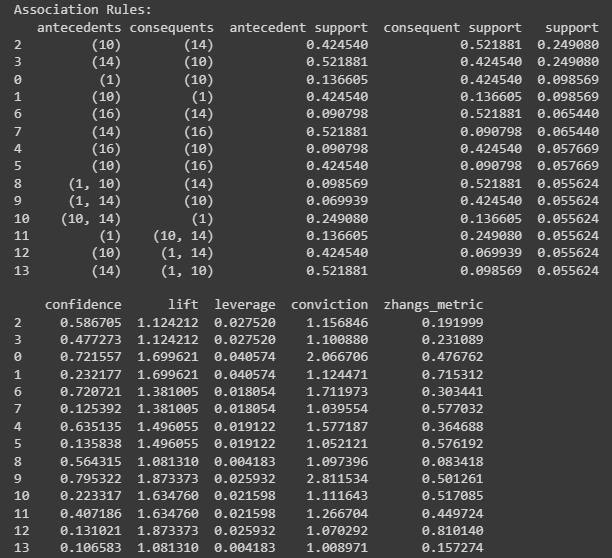 Association Rules:
antecedents consequents antecedent support consequent support support
2 (10) (14) 0.424540 0.521881 0.249080
3 (14) (10) 0.521881 0.424540 0.249080
0 (1) (10) 0.136605 0.424540 0.098569
1 (10) (1) 0.424540 0.136605 0.098569
6 (16) (14) 0.090798 0.521881 0.065440
7 (14) (16) 0.521881 0.090798 0.065440
4 (16) (10) 0.090798 0.424540 0.057669
5 (10) (16) 0.424540 0.090798 0.057669
8 (1, 10) (14) 0.098569 0.521881 0.055624
9 (1, 14) (10) 0.069939 0.424540 0.055624
10 (10, 14) (1) 0.249080 0.136605 0.055624
11 (1) (10, 14) 0.136605 0.249080 0.055624
12 (10) (1, 14) 0.424540 0.069939 0.055624
13 (14) (1, 10) 0.521881 0.098569 0.055624
confidence lift leverage conviction zhangs_metric
2 0.586705 1.124212 0.027520 1.156846 0.191999
3 0.477273 1.124212 0.027520 1.100880 0.231089
0 0.721557 1.699621 0.040574 2.066706 0.476762
1 0.232177 1.699621 0.040574 1.124471 0.715312
6 0.720721 1.381005 0.018054 1.711973 0.303441
7 0.125392 1.381005 0.018054 1.039554 0.577032
4 0.635135 1.496055 0.019122 1.577187 0.364688
5 0.135838 1.496055 0.019122 1.052121 0.576192
8 0.564315 1.081310 0.004183 1.097396 0.083418
9 0.795322 1.873373 0.025932 2.811534 0.501261
10 0.223317 1.634760 0.021598 1.111643 0.517085
11 0.407186 1.634760 0.021598 1.266704 0.449724
12 0.131021 1.873373 0.025932 1.070292 0.810140
13 0.106583 1.081310 0.004183 1.008971 0.157274